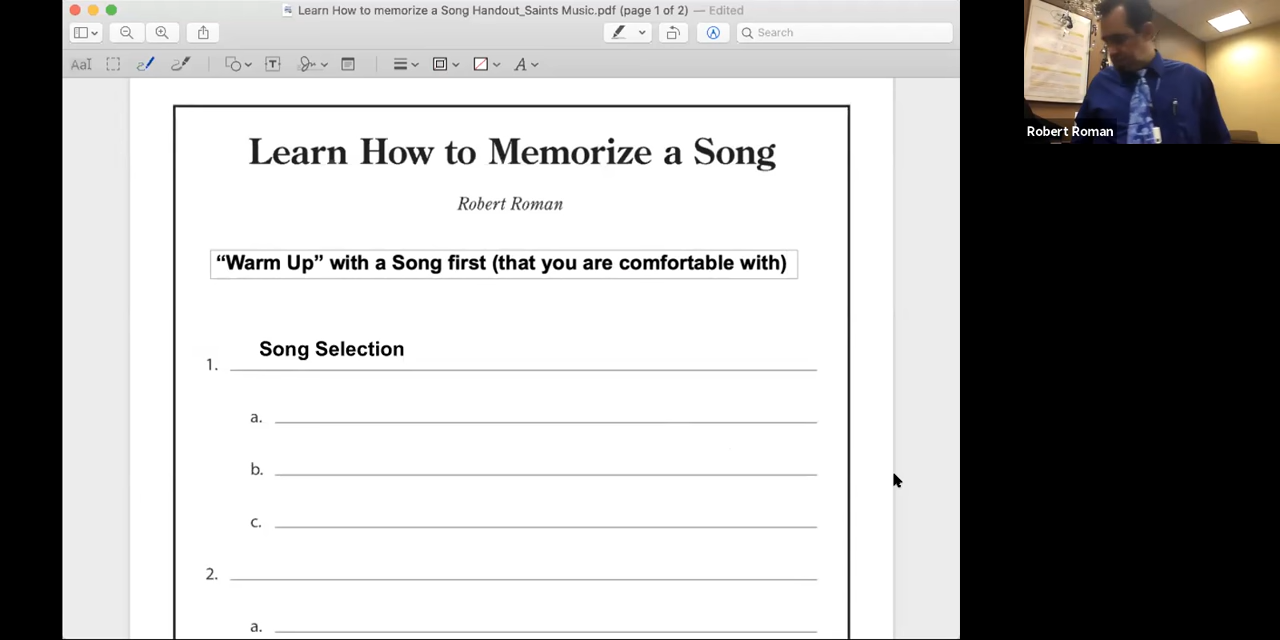 Learn How to memorize a Song Handout_Saints Music.pdf (page 1 of 2) — Edited
Search
AaI
A
Learn How to Memorize a Song
Robert Roman
“Warm Up” with a Song first (that you are comfortable with)
Song Selection
1.
a.
b.
c.
2.
a.
Robert Roman